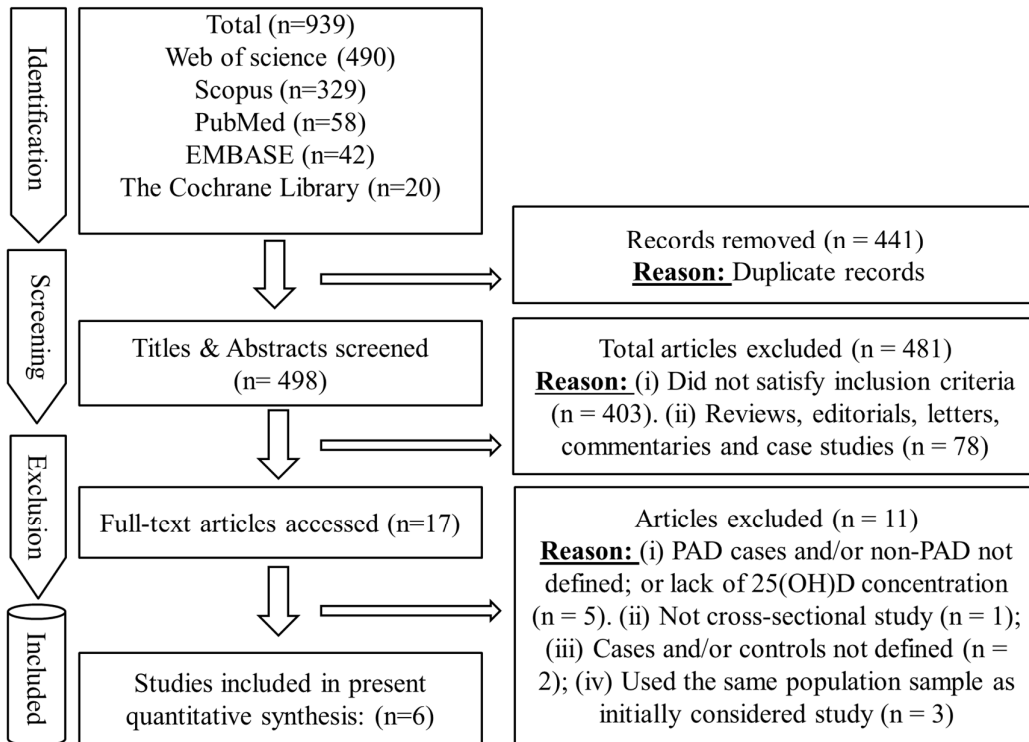 Identification
Total (n=939)
Web of science (490)
Scopus (n=329)
PubMed (n=58)
EMBASE (n=42)
The Cochrane Library (n=20)
Records removed (n = 441)
Reason: Duplicate records
Screening
Titles & Abstracts screened
(n= 498)
Total articles excluded (n = 481)
Reason: (i) Did not satisfy inclusion criteria
(n = 403). (ii) Reviews, editorials, letters,
commentaries and case studies (n = 78)
Exclusion
Full-text articles accessed (n=17)
Articles excluded (n = 11)
Reason: (i) PAD cases and/or non-PAD not
defined; or lack of 25(OH)D concentration
(n = 5). (ii) Not cross-sectional study (n = 1);
(iii) Cases and/or controls not defined (n =
2); (iv) Used the same population sample as
initially considered study (n = 3)
Included
Studies included in present
quantitative synthesis: (n=6)